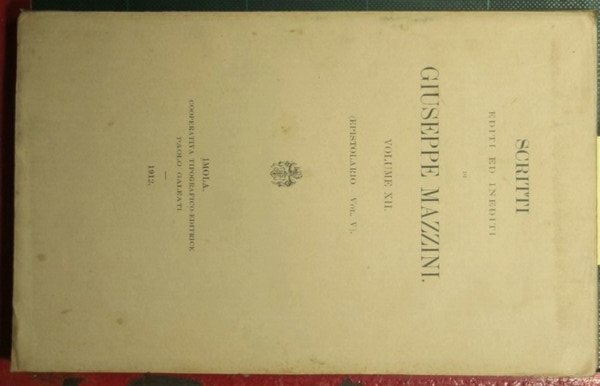 SCRITTI
EDITI ED INEDITI
DI
GIUSEPPE MAZZINI.
VOLUME XII
(EPISTOLARIO VOL. V).
IMOLA,
COOPERATIVA TIPOGRAFICO-EDITRICE
PAOLO GALEATI.
—
1912.